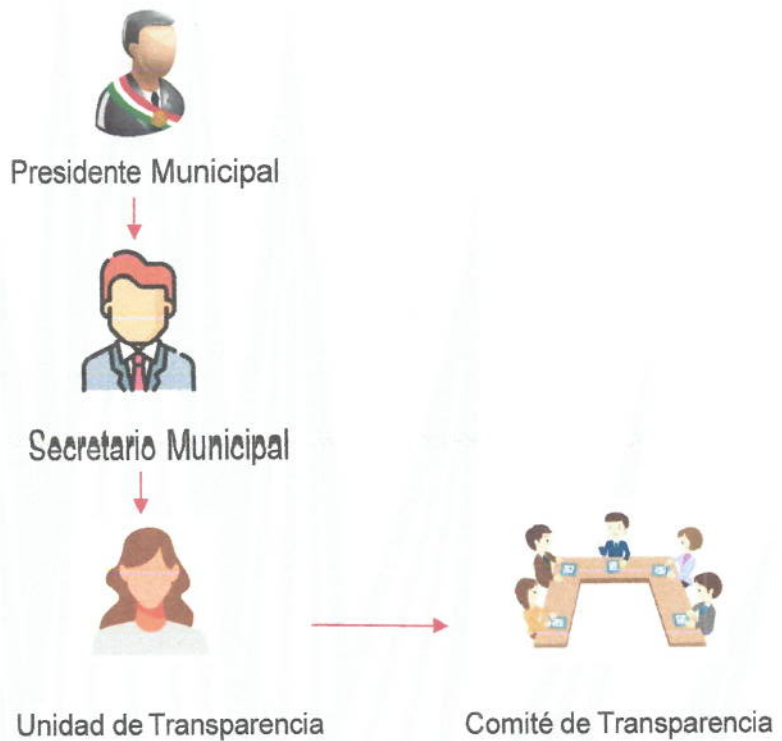 Presidente Municipal
Secretario Municipal
Unidad de Transparencia
Comité de Transparencia